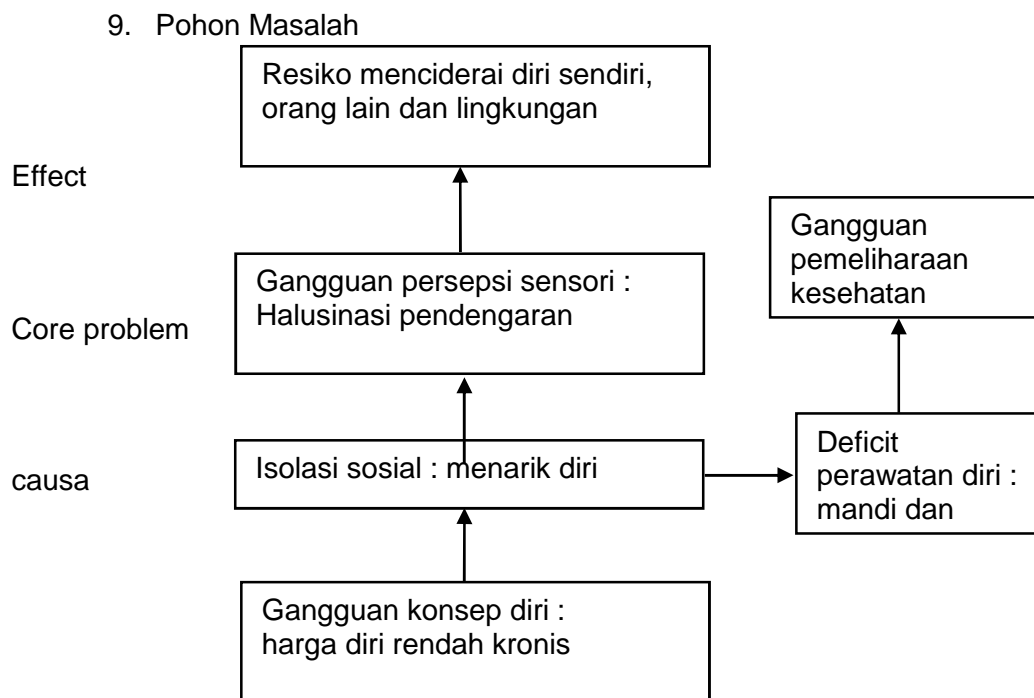 9. Pohon Masalah
Resiko menciderai diri sendiri,
orang lain dan lingkungan
Effect
Gangguan
pemeliharaan
kesehatan
Gangguan persepsi sensori :
Halusinasi pendengaran
Core problem
Deficit
perawatan diri :
mandi dan
Isolasi sosial : menarik diri
causa
Gangguan konsep diri :
harga diri rendah kronis